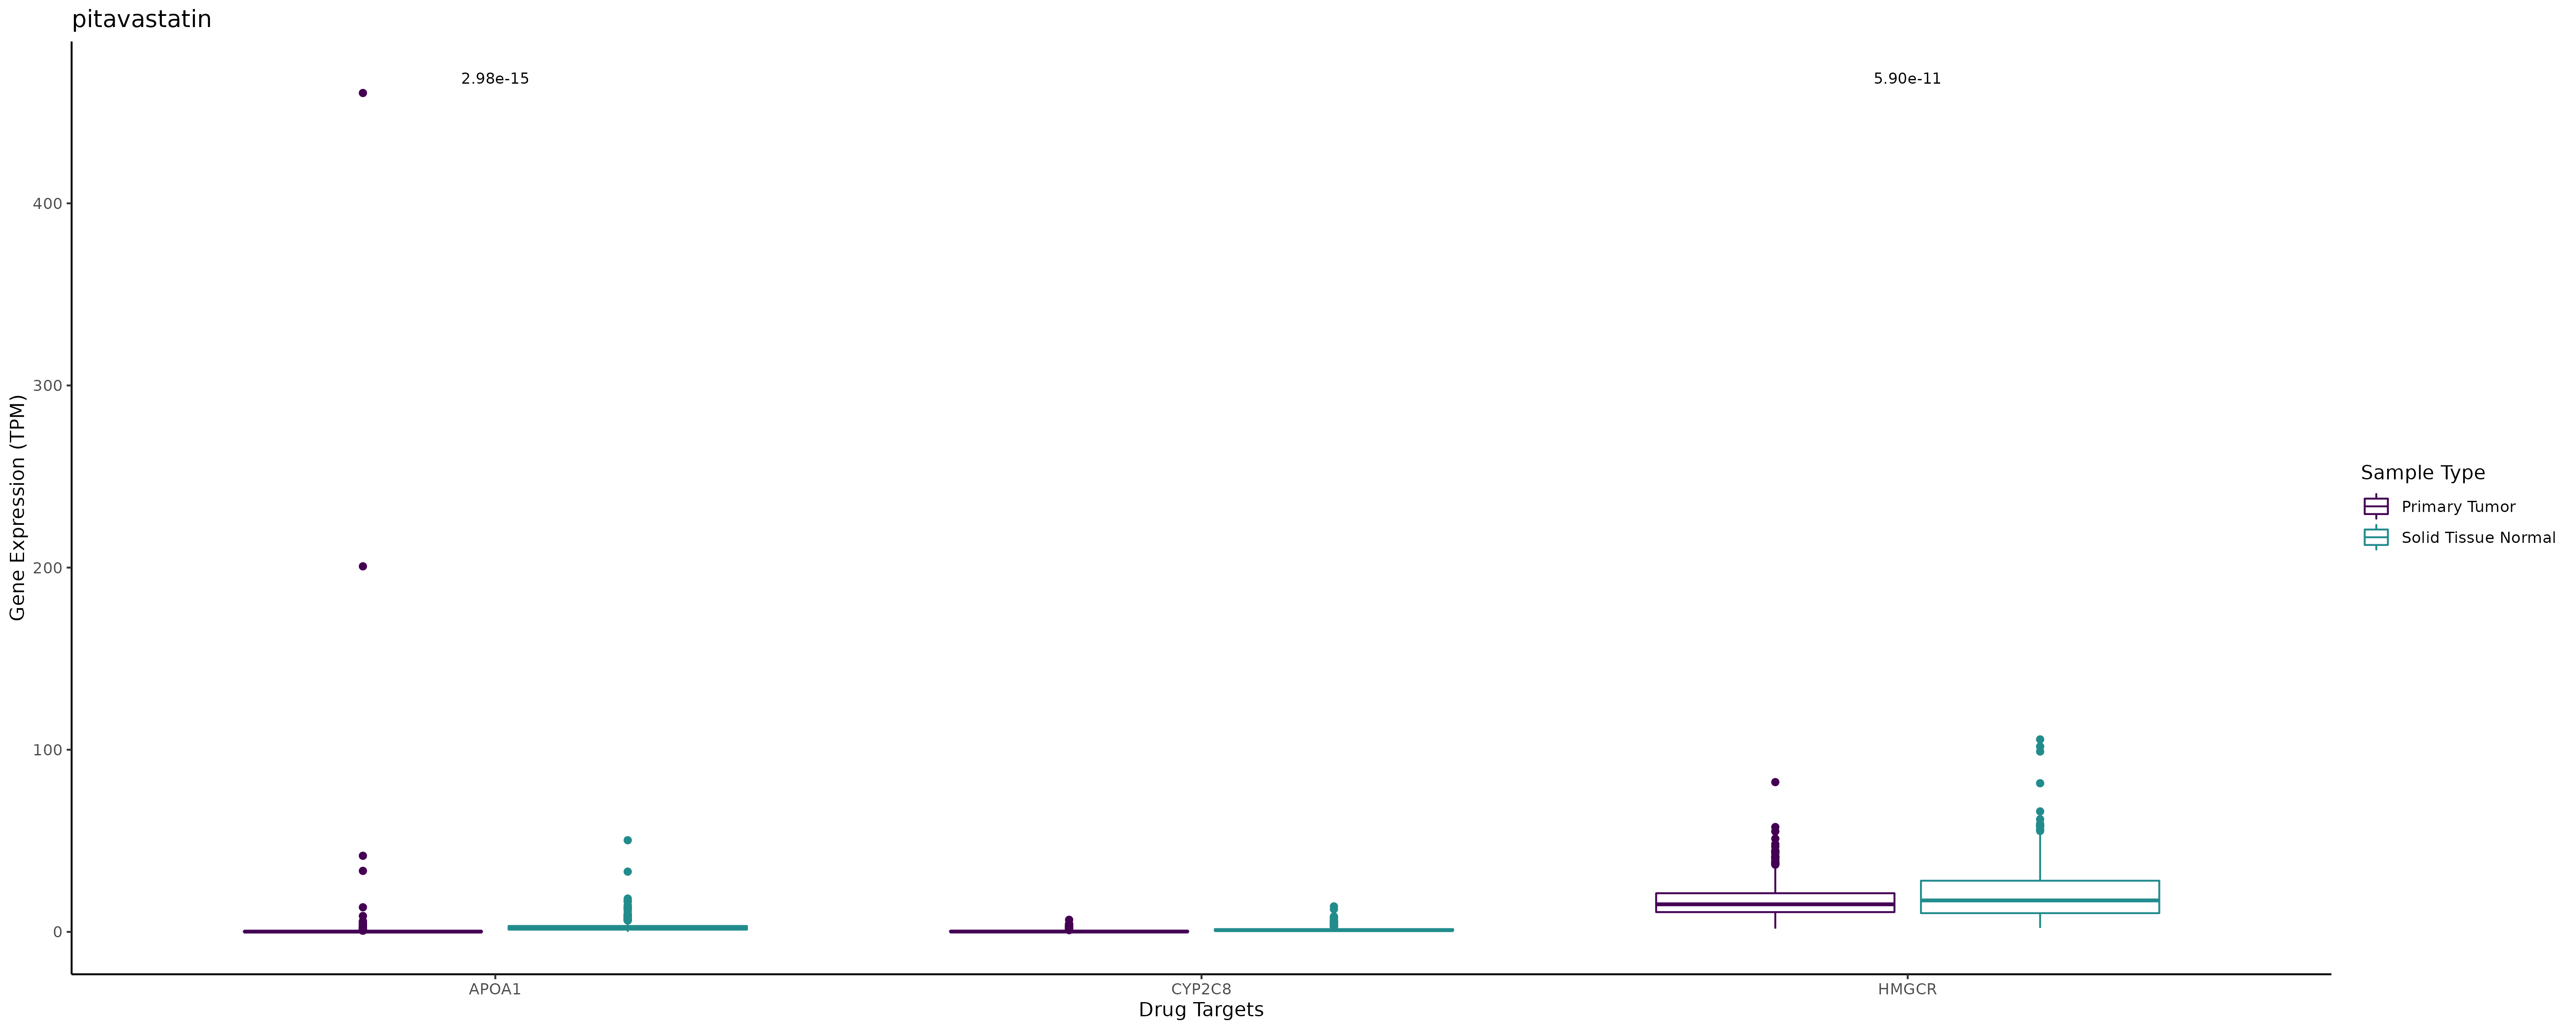 pitavastatin
2.98e-15
5.90e-11
400
300
200
100
0
Gene Expression (TPM)
APOA1
CYP2C8
HMGCR
Drug Targets
Sample Type
Primary Tumor
Solid Tissue Normal